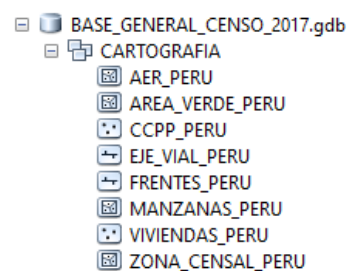 BASE_GENERAL_CENSO_2017.gdb
CARTOGRAFIA
AER_PERU
AREA_VERDE_PERU
CCPP_PERU
EJE_VIAL_PERU
FRENTES_PERU
MANZANAS_PERU
VIVIENDAS_PERU
ZONA_CENSAL_PERU